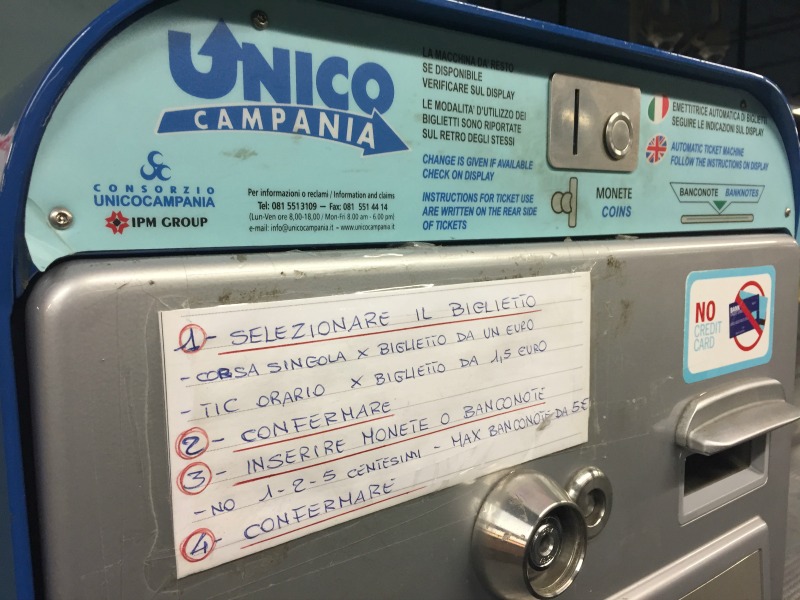 UNICO
CAMPANIA
CONSORZIO
UNICOCAMPANIA
IPM GROUP
Per informazioni o reclami / Information and claims
Tel: 081 5513109 – Fax: 081 551 44 14
(Lun-Ven ore 8,00-18,00 / Mon-Fri 8.00 am - 6.00 pm)
e-mail: info@unicocampania.it – www.unicocampania.it
LA MACCHINA DA' RESTO
SE DISPONIBILE
VERIFICARE SUL DISPLAY
LE MODALITA' D'UTILIZZO DEI
BIGLIETTI SONO RIPORTATE
SUL RETRO DEGLI STESSI
CHANGE IS GIVEN IF AVAILABLE
CHECK ON DISPLAY
INSTRUCTIONS FOR TICKET USE
ARE WRITTEN ON THE REAR SIDE
OF TICKETS
MONETE
COINS
EMETTITRICE AUTOMATICA DI BIGLIETTI
SEGUIRE LE INDICAZIONI SUL DISPLAY
AUTOMATIC TICKET MACHINE
FOLLOW THE INSTRUCTIONS ON DISPLAY
BANCONOTE BANKNOTES
NO
CREDIT
CARD
1- SELEZIONARE IL BIGLIETTO
- CORSA SINGOLA X BIGLIETTO DA UN EURO
- TIC ORARIO X BIGLIETTO DA 1,5 EURO
2- CONFERMARE
3- INSERIRE MONETE O BANCONOTE
- NO 1-2-5 CENTESIMI - MAX BANCONOTE DA 5€
4- CONFERMARE